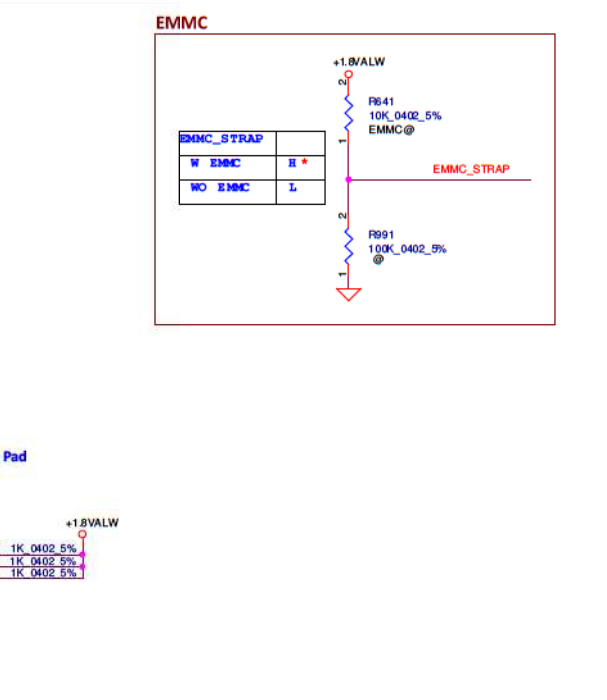 EMMC
+1.8VALW
2
R641
10K_0402_5%
EMMC@
1
EMMC_STRAP
W EMMC H *
WO EMMC L
EMMC_STRAP
2
R991
100K_0402_5%
@
1
Pad
+1.8VALW
1K_0402_5%
1K_0402_5%
1K_0402_5%